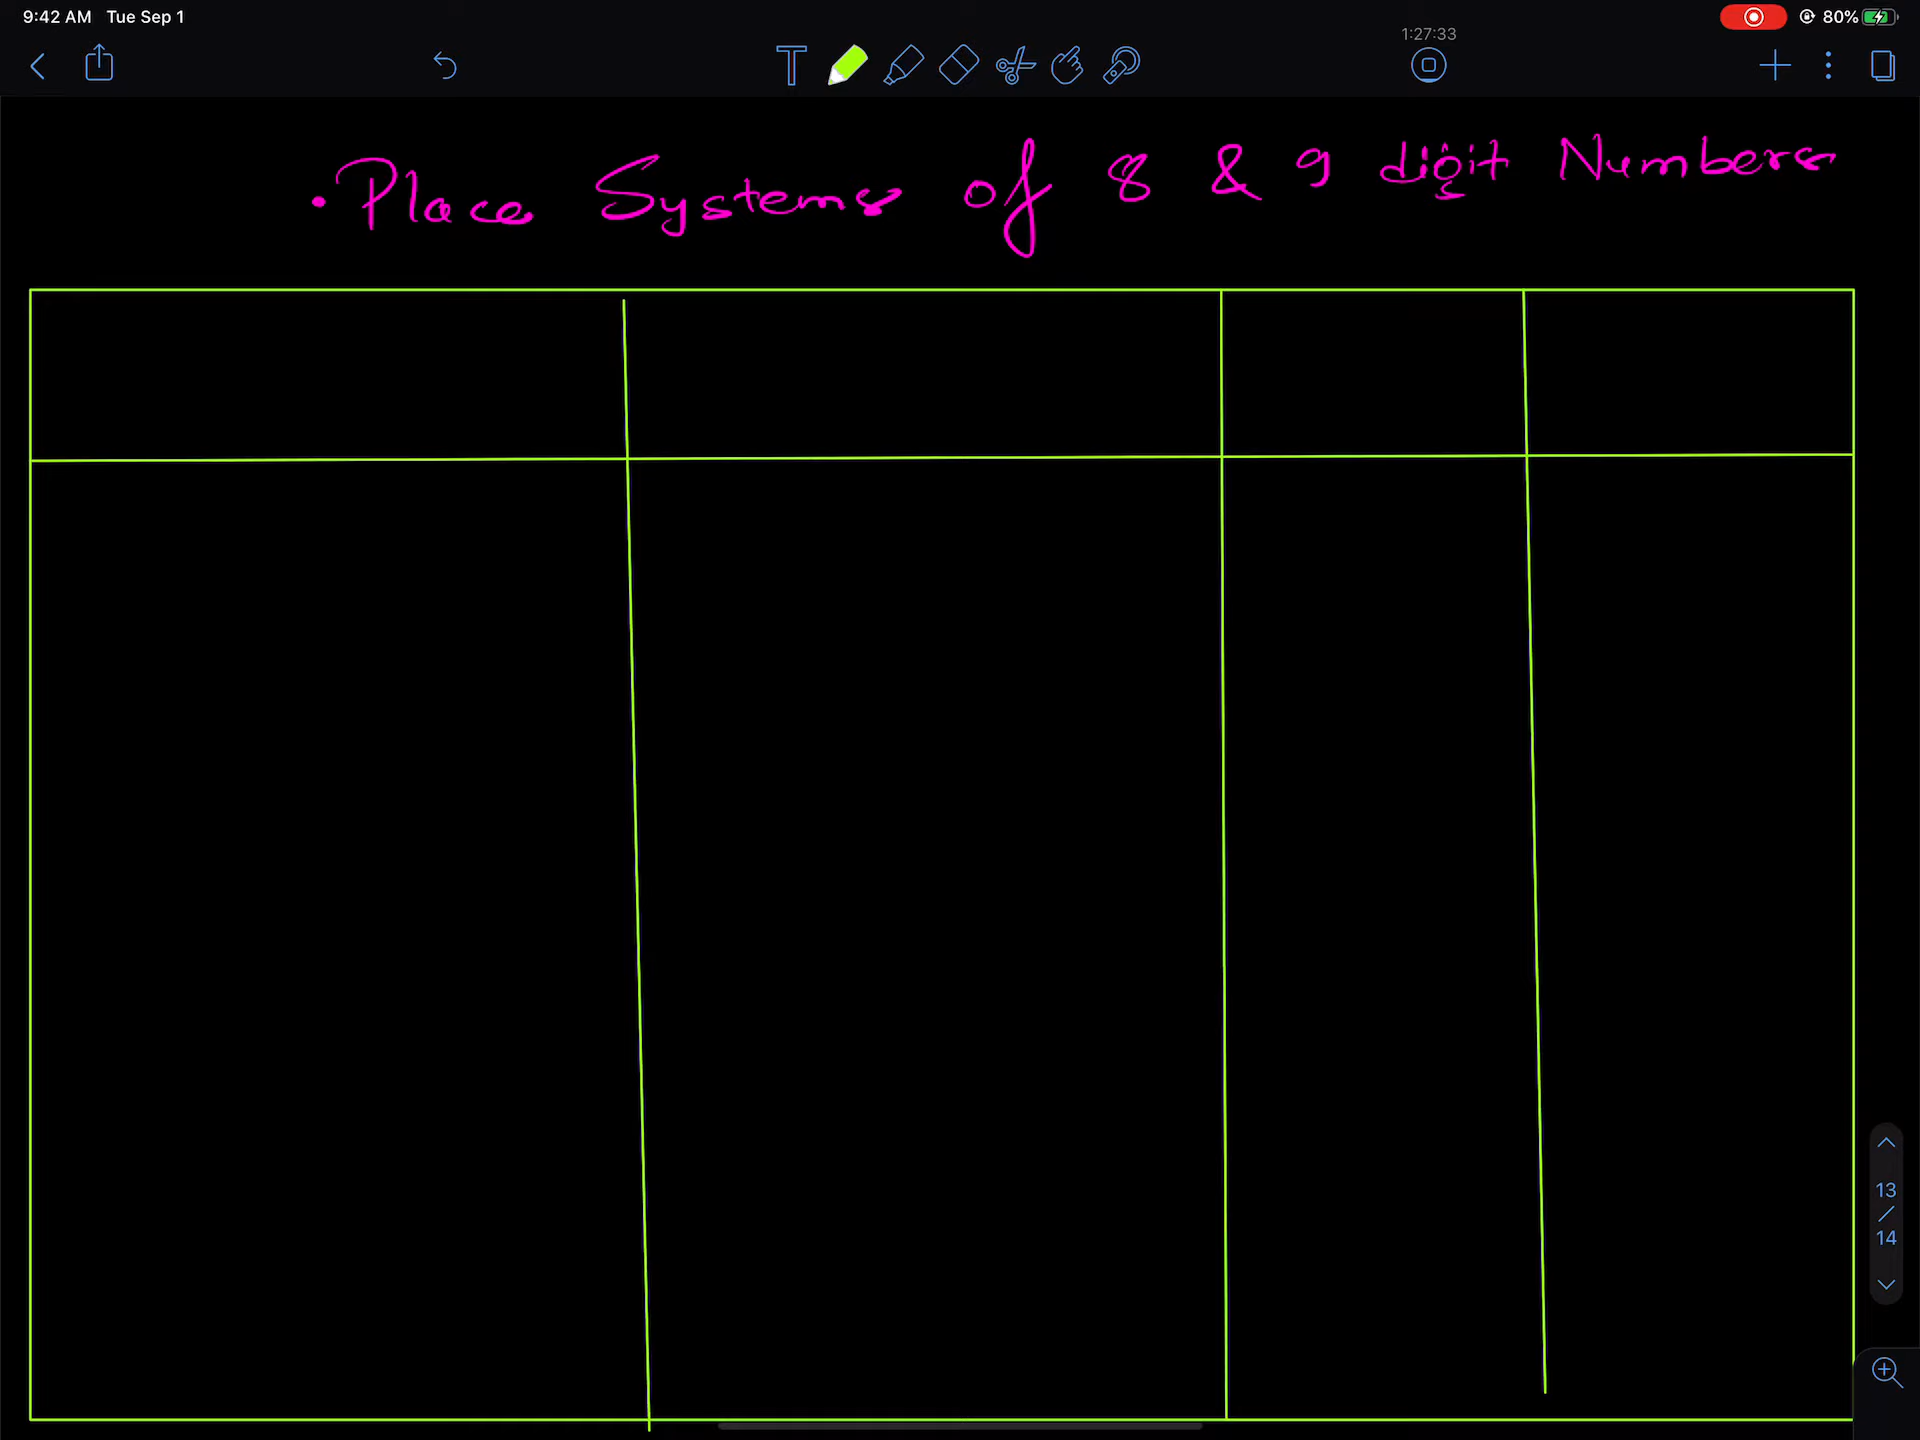 9:42 AM Tue Sep 1
80%
1:27:33
• Place Systems of 8 & 9 digit Numbers
13
/
14